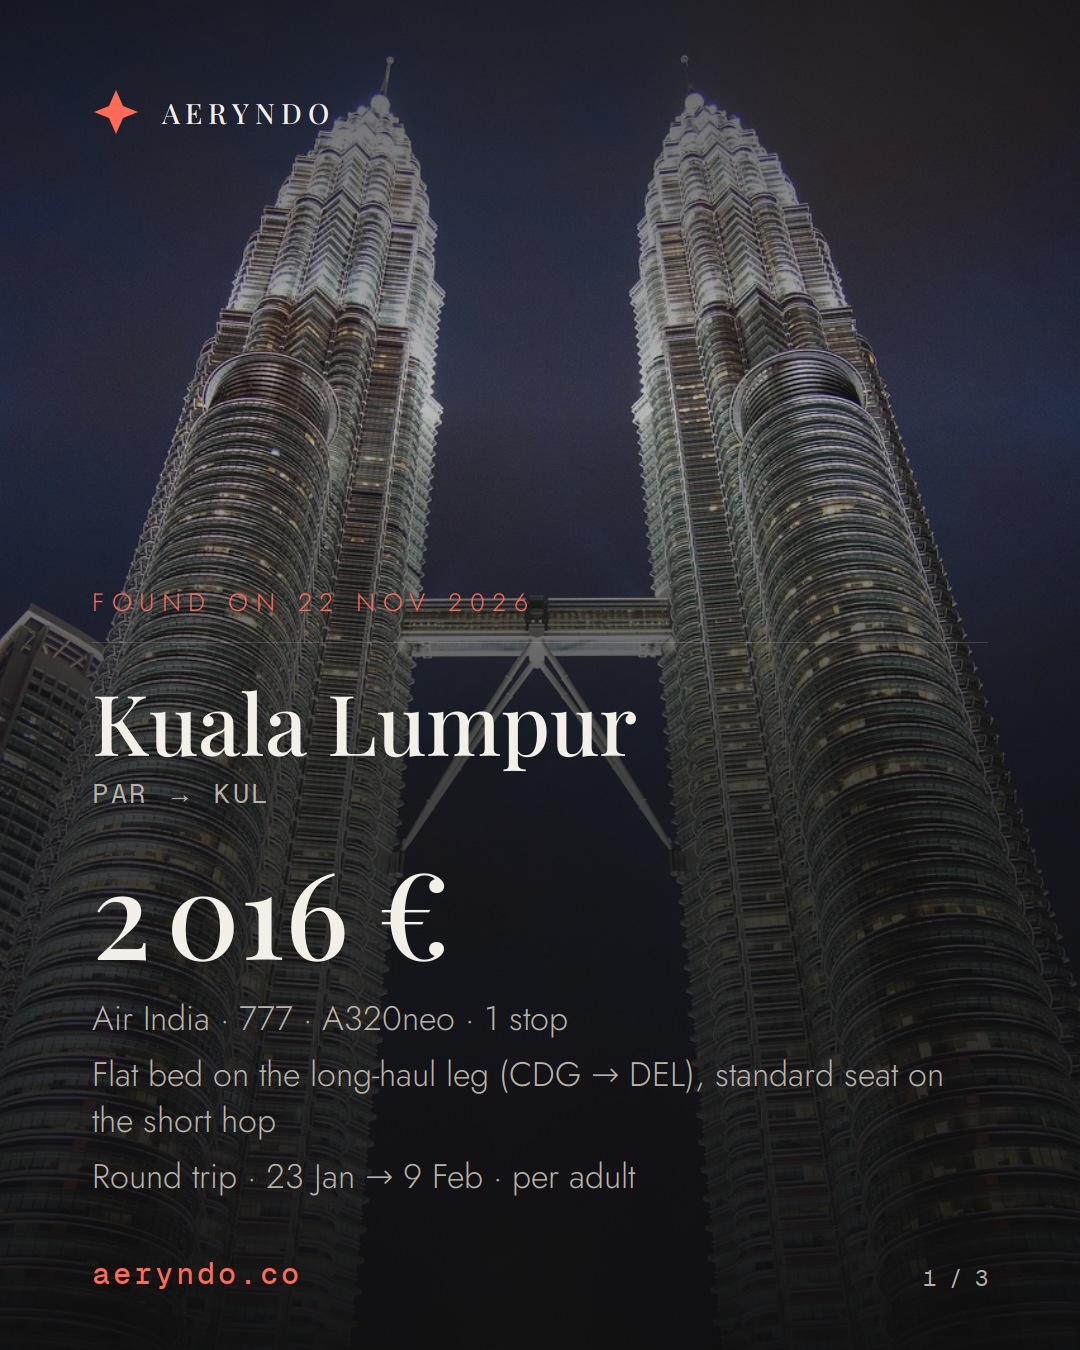 AERYNDO
FOUND ON 22 NOV 2026
Kuala Lumpur
PAR → KUL
2 016 €
Air India · 777 · A320neo · 1 stop
Flat bed on the long-haul leg (CDG → DEL), standard seat on
the short hop
Round trip · 23 Jan → 9 Feb · per adult
aeryndo.co
1 / 3